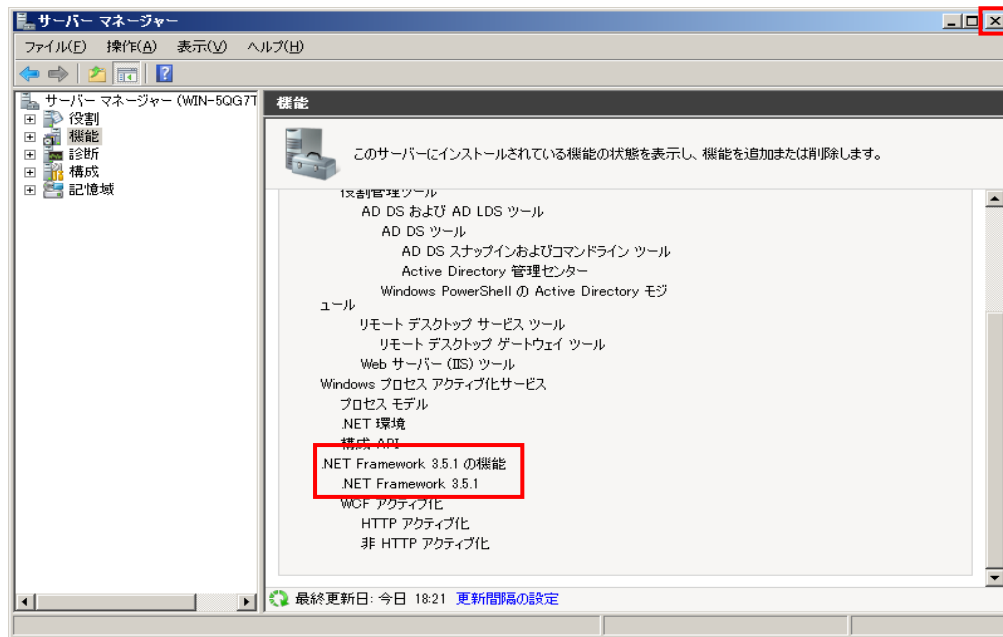 サーバー マネージャー
ファイル(F) 操作(A) 表示(V) ヘルプ(H)
サーバー マネージャー (WIN-5QG7T
役割
機能
診断
構成
記憶域
機能
このサーバーにインストールされている機能の状態を表示し、機能を追加または削除します。
役割管理ツール
AD DS および AD LDS ツール
AD DS ツール
AD DS スナップインおよびコマンドライン ツール
Active Directory 管理センター
Windows PowerShell の Active Directory モジ
ュール
リモート デスクトップ サービス ツール
リモート デスクトップ ゲートウェイ ツール
Web サーバー (IIS) ツール
Windows プロセス アクティブ化サービス
プロセス モデル
.NET 環境
構成 API
.NET Framework 3.5.1 の機能
.NET Framework 3.5.1
WCF アクティブ化
HTTP アクティブ化
非 HTTP アクティブ化
最終更新日: 今日 18:21 更新間隔の設定